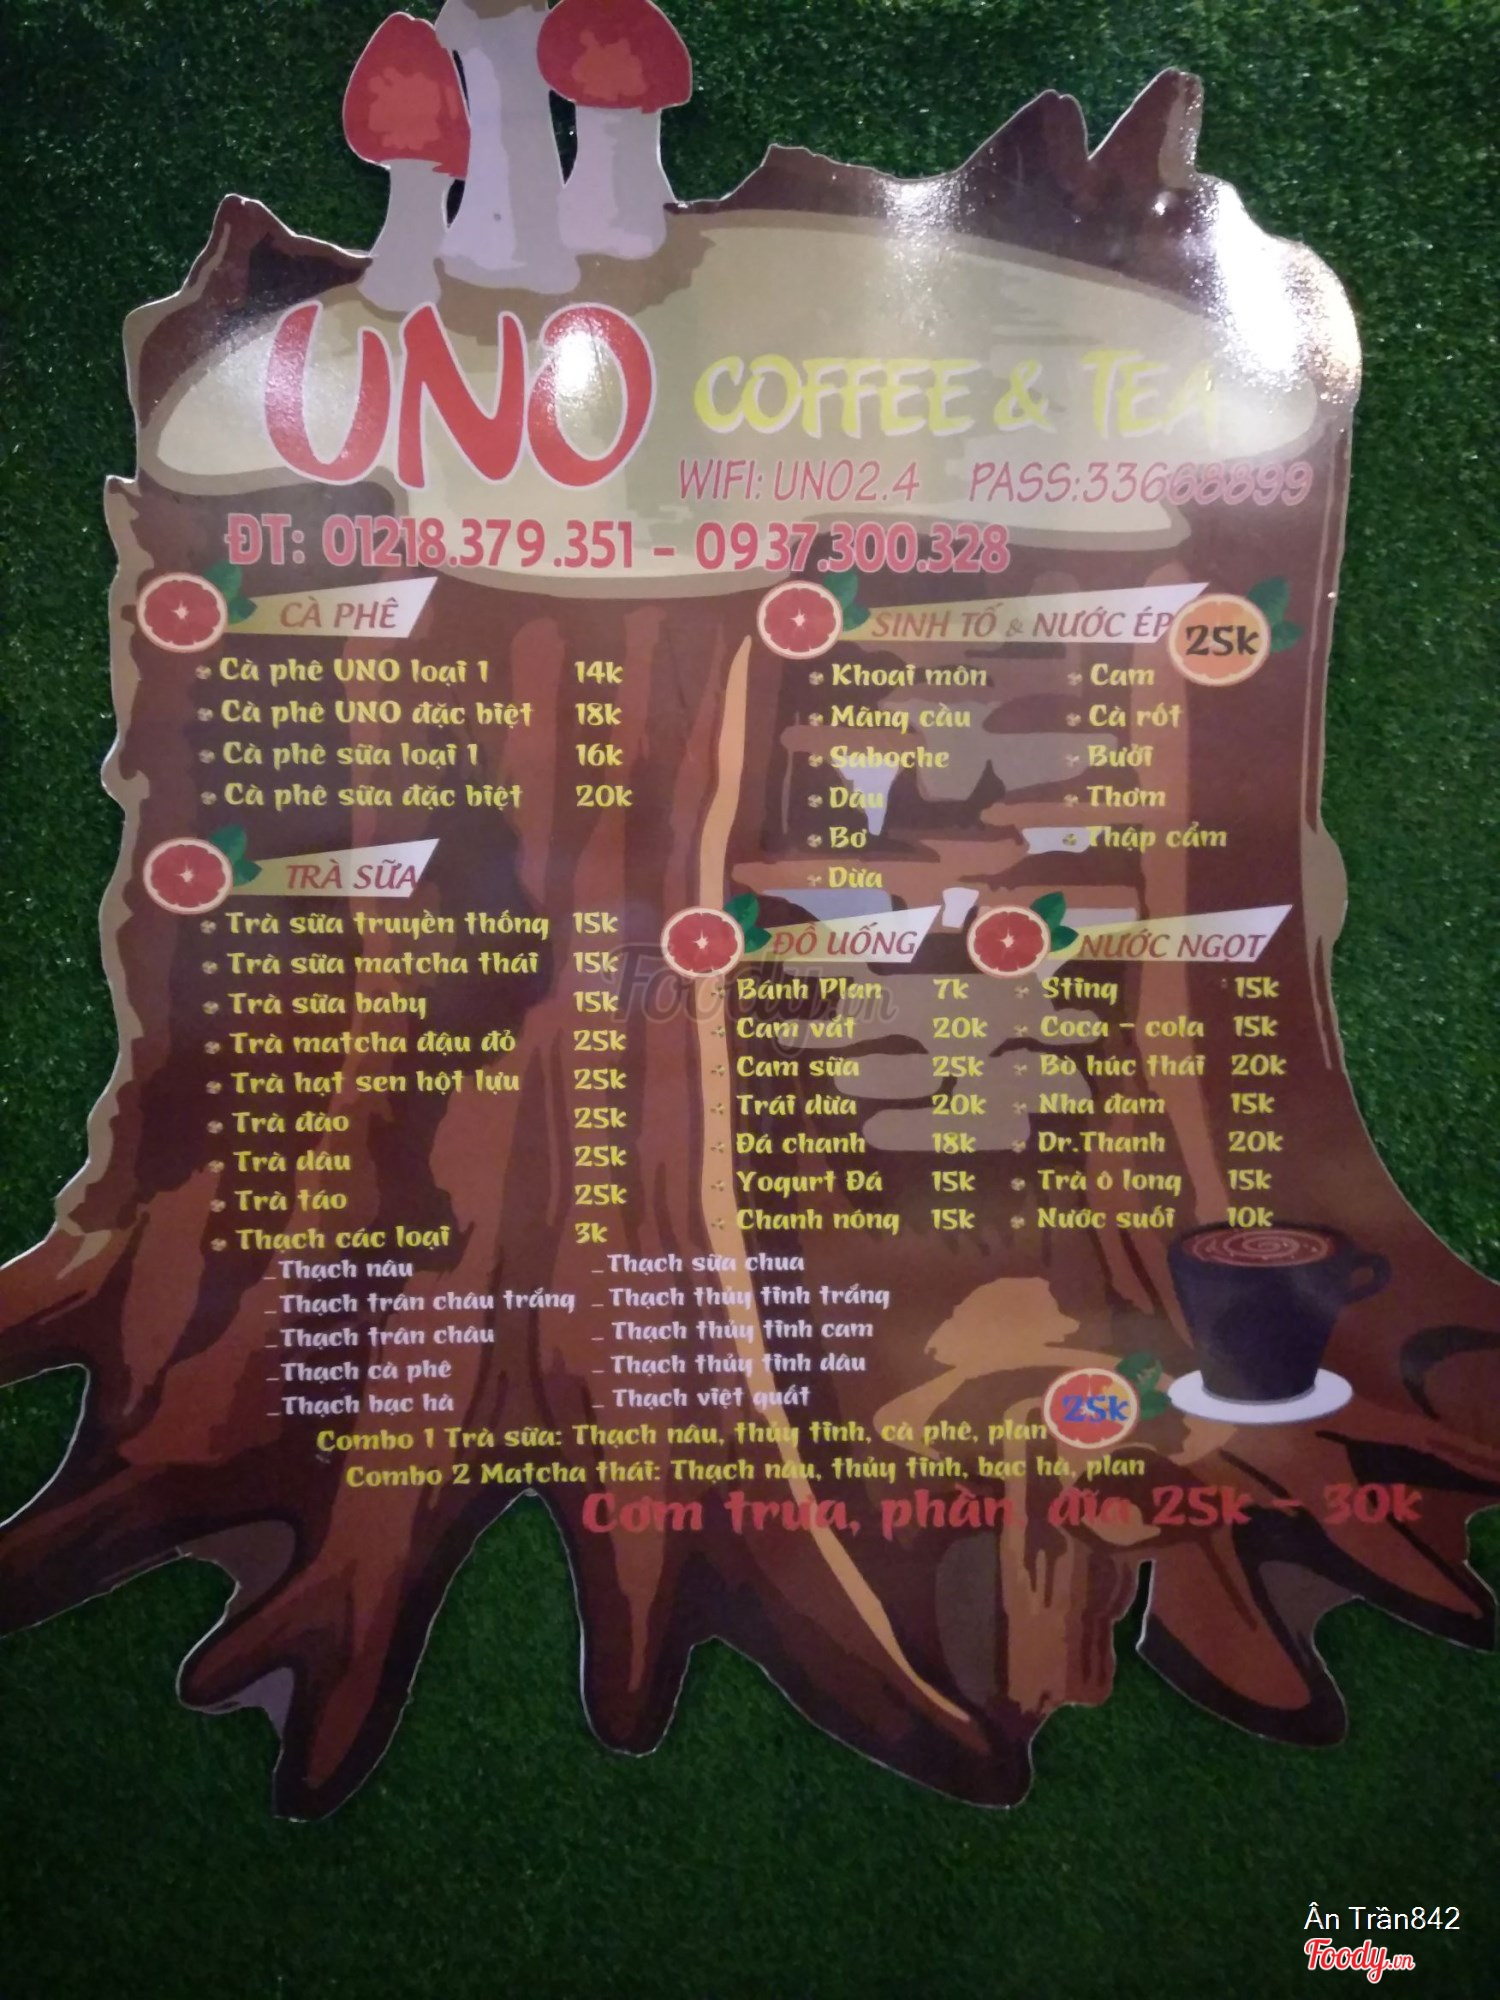 UNO COFFEE & TEA
WIFI: UNO2.4 PASS:33668899
ĐT: 01218.379.351 - 0937.300.328
CÀ PHÊ
Cà phê UNO loại 1 14k
Cà phê UNO đặc biệt 18k
Cà phê sữa loại 1 16k
Cà phê sữa đặc biệt 20k
TRÀ SỮA
Trà sữa truyền thống 15k
Trà sữa matcha thái 15k
Trà sữa baby 15k
Trà matcha đậu đỏ 25k
Trà hạt sen hột lựu 25k
Trà đào 25k
Trà dâu 25k
Trà táo 25k
Thạch các loại 3k
_Thạch nâu
_Thạch trân châu trắng
_Thạch trân châu
_Thạch cà phê
_Thạch bạc hà
_Thạch sữa chua
_Thạch thủy tinh trắng
_Thạch thủy tinh cam
_Thạch thủy tinh dâu
_Thạch việt quất
SINH TỐ & NƯỚC ÉP 25k
Khoai môn
Mãng cầu
Saboche
Dâu
Bơ
Dừa
Cam
Cà rốt
Bưởi
Thơm
Thập cẩm
ĐỒ UỐNG
Bánh Plan 7k
Cam vắt 20k
Cam sữa 25k
Trái dừa 20k
Đá chanh 18k
Yogurt Đá 15k
Chanh nóng 15k
NƯỚC NGỌT
Sting 15k
Coca - cola 15k
Bò húc thái 20k
Nha đam 15k
Dr.Thanh 20k
Trà ô long 15k
Nước suối 10k
Combo 1 Trà sữa: Thạch nâu, thủy tinh, cà phê, plan 25k
Combo 2 Matcha thái: Thạch nâu, thủy tinh, bạc hà, plan
Cơm trưa, phần, đĩa 25k - 30k
Foody.vn
Ân Trần842
Foody.vn